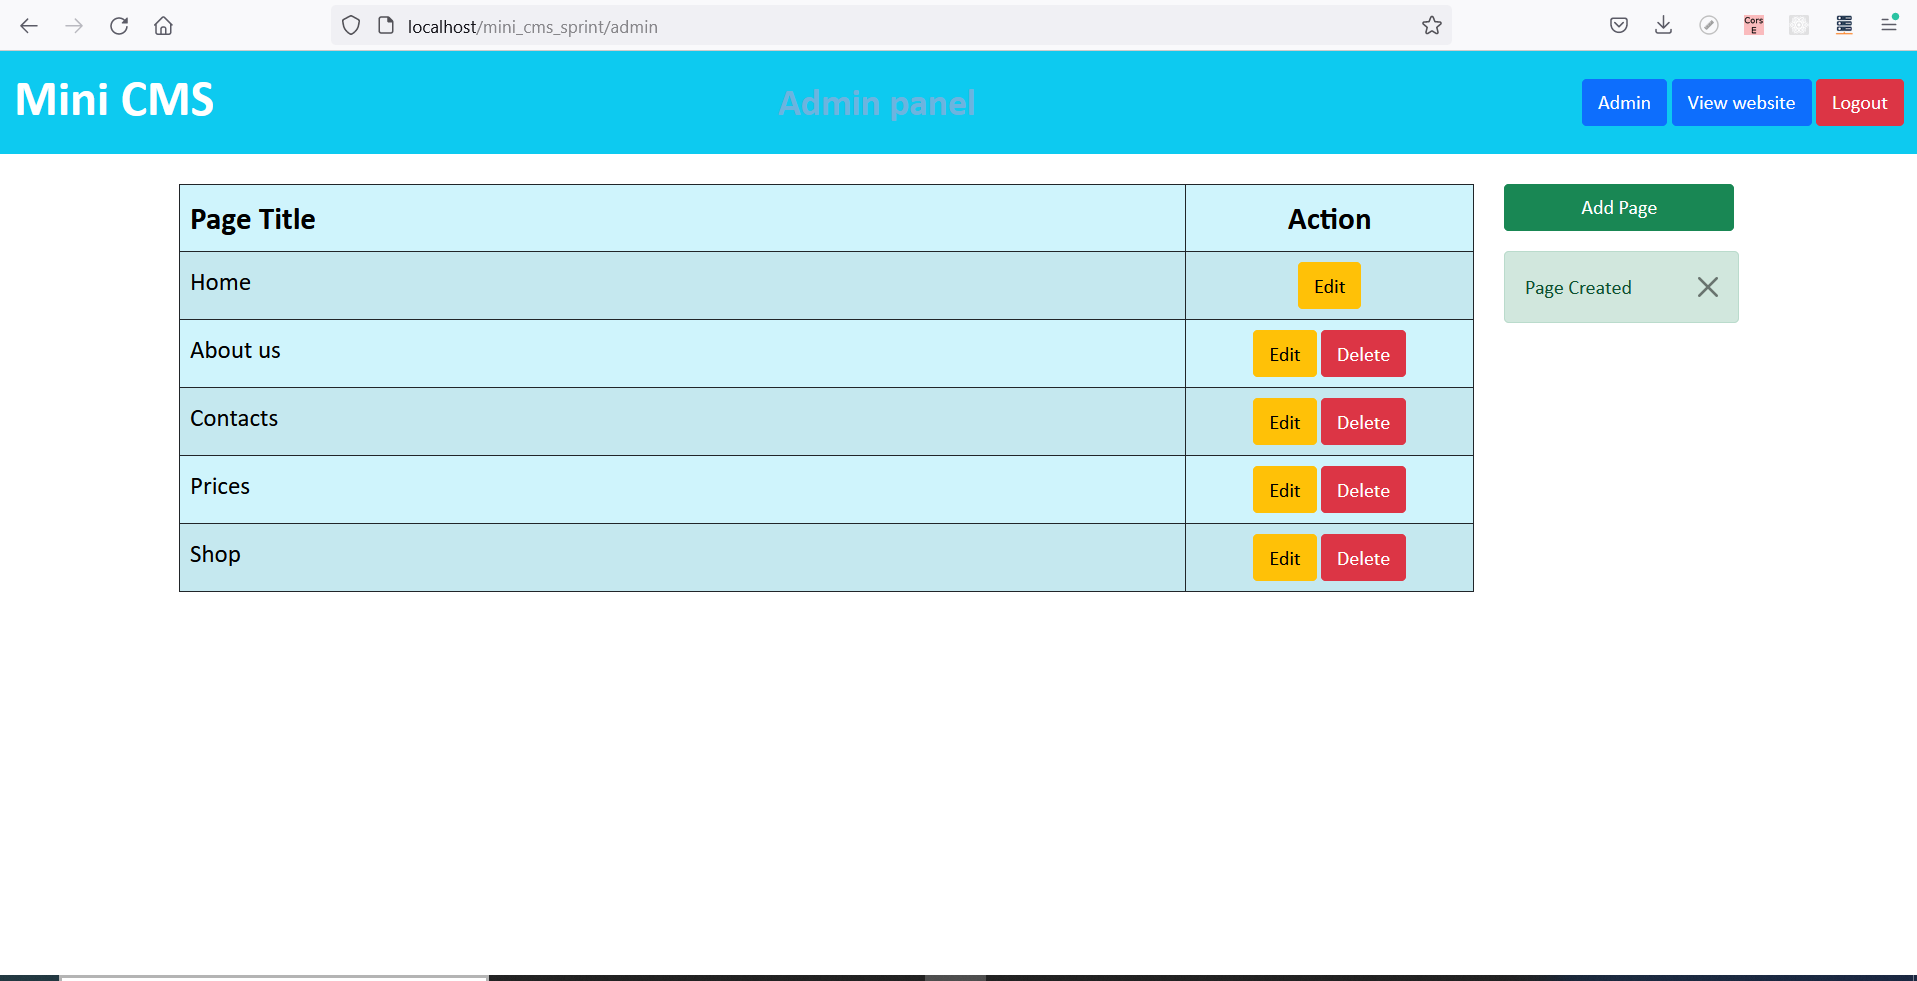 localhost/mini_cms_sprint/admin
Cors
E
Mini CMS
Admin panel
Admin View website Logout
Page Title Action
Home Edit
About us Edit Delete
Contacts Edit Delete
Prices Edit Delete
Shop Edit Delete
Add Page
Page Created